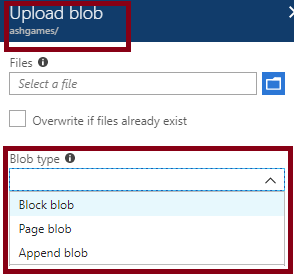 Upload blob
ashgames/
Files
Select a file
Overwrite if files already exist
Blob type
Block blob
Page blob
Append blob